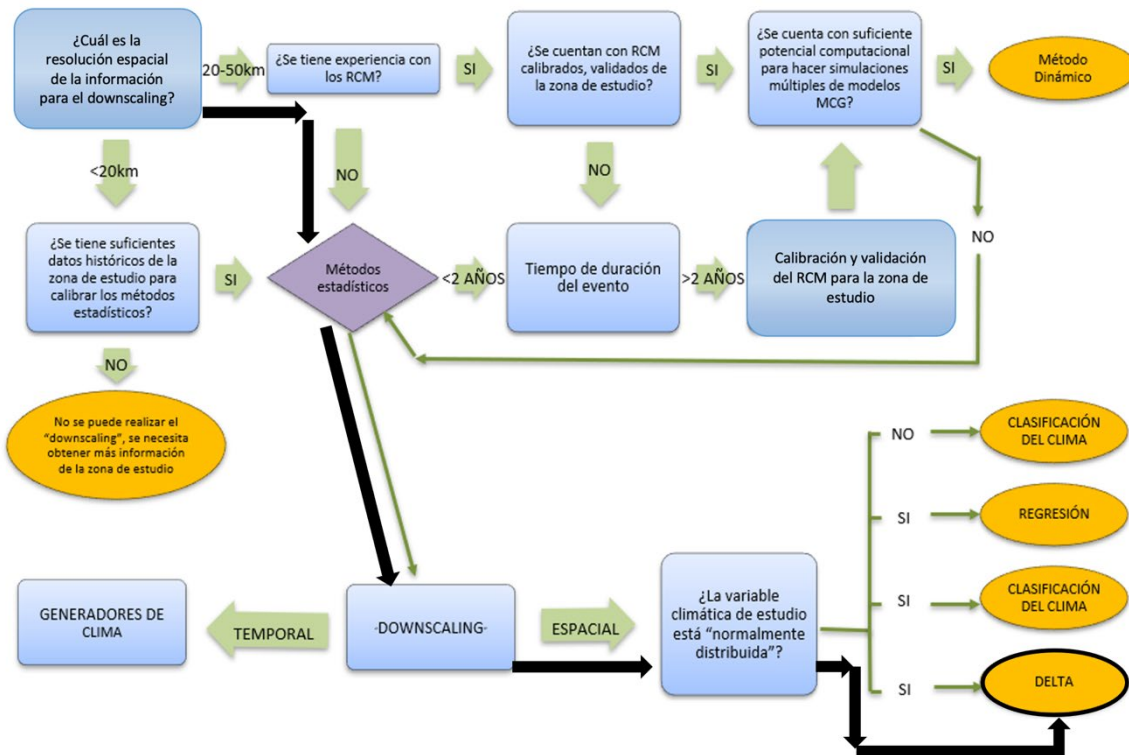 ¿Cuál es la
resolución espacial
de la información
para el downscaling?
20-50km
¿Se tiene experiencia con
los RCM?
SI
¿Se cuentan con RCM
calibrados, validados de
la zona de estudio?
SI
¿Se cuenta con suficiente
potencial computacional
para hacer simulaciones
múltiples de modelos
MCG?
SI
Método
Dinámico
<20km
NO
NO
NO
¿Se tiene suficientes
datos históricos de la
zona de estudio para
calibrar los métodos
estadísticos?
SI
Métodos
estadísticos
<2 AÑOS
Tiempo de duración
del evento
>2 AÑOS
Calibración y validación
del RCM para la zona de
estudio
NO
No se puede realizar el
“downscaling”, se necesita
obtener más información
de la zona de estudio
NO
CLASIFICACIÓN
DEL CLIMA
SI
REGRESIÓN
GENERADORES DE
CLIMA
TEMPORAL
-DOWNSCALING-
ESPACIAL
¿La variable
climática de estudio
está “normalmente
distribuida”?
SI
CLASIFICACIÓN
DEL CLIMA
SI
DELTA